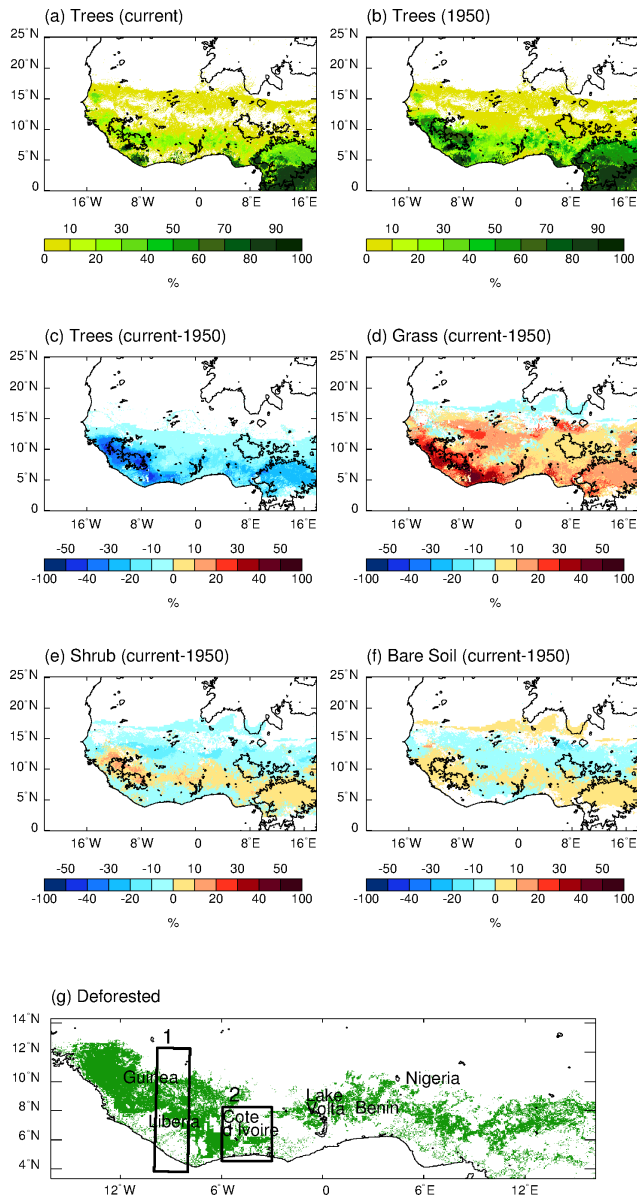 (a) Trees (current)
(b) Trees (1950)
25°N
20°N
15°N
10°N
5°N
0
25°N
20°N
15°N
10°N
5°N
0
16°W 8°W 0 8°E 16°E
16°W 8°W 0 8°E 16°E
10 30 50 70 90
0 20 40 60 80 100
%
10 30 50 70 90
0 20 40 60 80 100
%
(c) Trees (current-1950)
(d) Grass (current-1950)
25°N
20°N
15°N
10°N
5°N
0
25°N
20°N
15°N
10°N
5°N
0
16°W 8°W 0 8°E 16°E
16°W 8°W 0 8°E 16°E
-50 -30 -10 10 30 50
-100 -40 -20 0 20 40 100
%
-50 -30 -10 10 30 50
-100 -40 -20 0 20 40 100
%
(e) Shrub (current-1950)
(f) Bare Soil (current-1950)
25°N
20°N
15°N
10°N
5°N
0
25°N
20°N
15°N
10°N
5°N
0
16°W 8°W 0 8°E 16°E
16°W 8°W 0 8°E 16°E
-50 -30 -10 10 30 50
-100 -40 -20 0 20 40 100
%
-50 -30 -10 10 30 50
-100 -40 -20 0 20 40 100
%
(g) Deforested
14°N
12°N
10°N
8°N
6°N
4°N
1
2
Guinea
Liberia
Cote
d'Ivoire
Lake
Volta
Benin
Nigeria
12°W 6°W 0 6°E 12°E